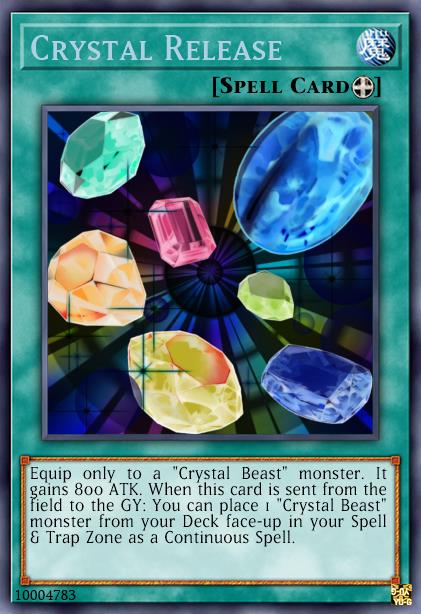 Crystal Release
魔
[Spell Card]
Equip only to a "Crystal Beast" monster. It
gains 800 ATK. When this card is sent from the
field to the GY: You can place 1 "Crystal Beast"
monster from your Deck face-up in your Spell
& Trap Zone as a Continuous Spell.
10004783